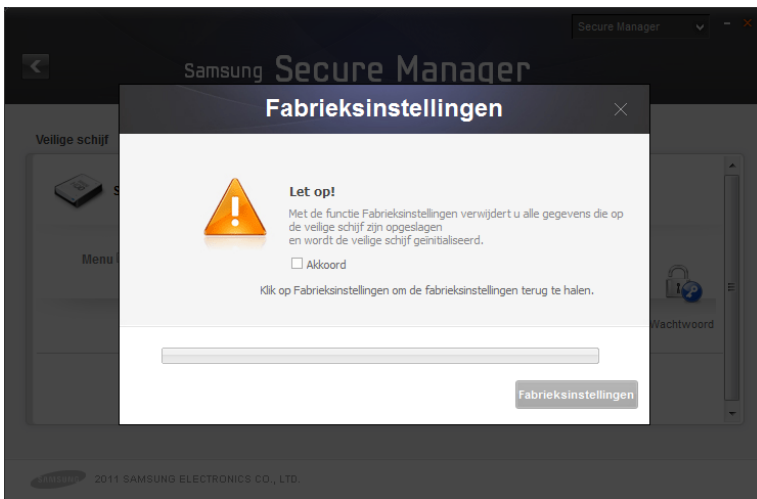 Secure Manager
Samsung Secure Manager
Fabrieksinstellingen
Veilige schijf
S
Let op!
Met de functie Fabrieksinstellingen verwijdert u alle gegevens die op
de veilige schijf zijn opgeslagen
en wordt de veilige schijf geïnitialiseerd.
Menu
Akkoord
Klik op Fabrieksinstellingen om de fabrieksinstellingen terug te halen.
Wachtwoord
Fabrieksinstellingen
SAMSUNG 2011 SAMSUNG ELECTRONICS CO., LTD.